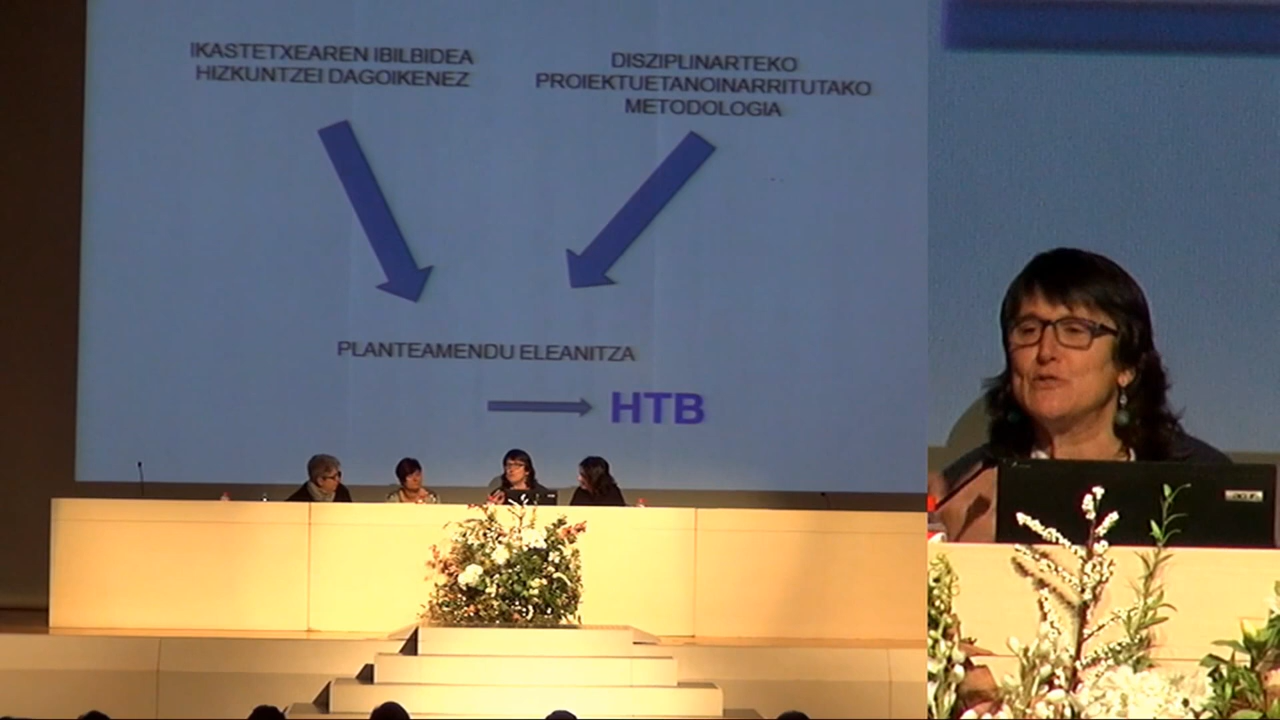 IKASTETXEAREN IBILBIDEA
HIZKUNTZEI DAGOIKENEZ
DISZIPLINARTEKO
PROIEKTUETANOINARRITUTAKO
METODOLOGIA
PLANTEAMENDU ELEANITZA
HTB